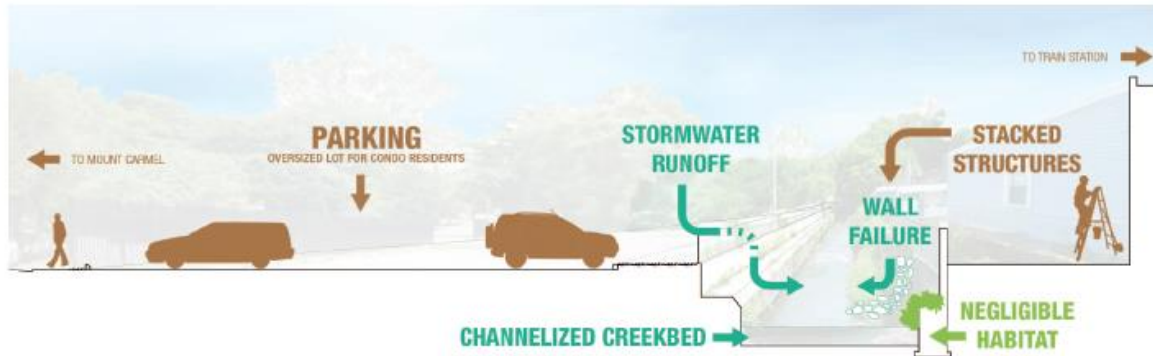 TO TRAIN STATION
PARKING
OVERSIZED LOT FOR CONDO RESIDENTS
TO MOUNT CARMEL
STORMWATER
RUNOFF
STACKED
STRUCTURES
WALL
FAILURE
CHANNELIZED CREEKBED
NEGLIGIBLE
HABITAT